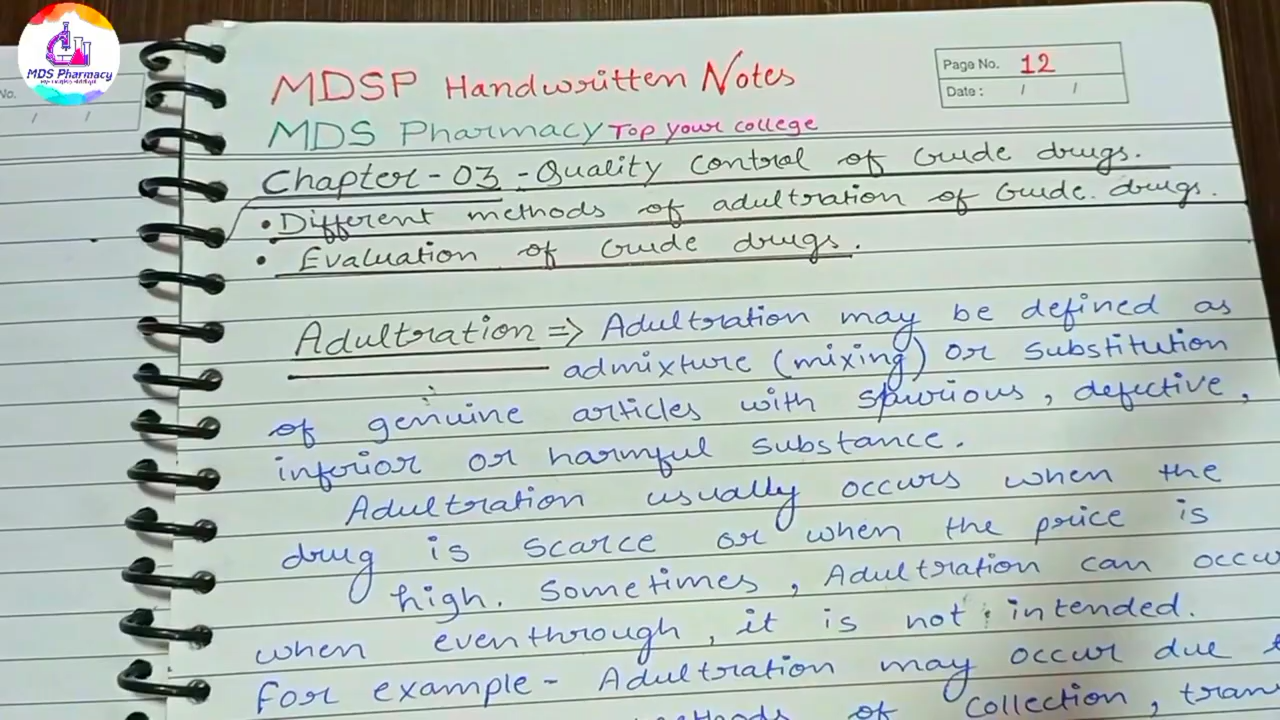 MDS Pharmacy
No.
MDSP Handwritten Notes
Page No. 12
Date : / /
MDS Pharmacy Top your college
Chapter-03 - Quality Control of Crude drugs.
• Different methods of adultration of Crude drugs.
• Evaluation of Crude drugs.
Adultration => Adultration may be defined as
admixture (mixing) or substitution
of genuine articles with spurious, defective,
inferior or harmful substance.
Adultration usually occurs when the
drug is scarce or when the price is
high. Sometimes, Adultration can occur
when eventhrough, it is not intended.
For example - Adultration may occur due t
of collection, tran